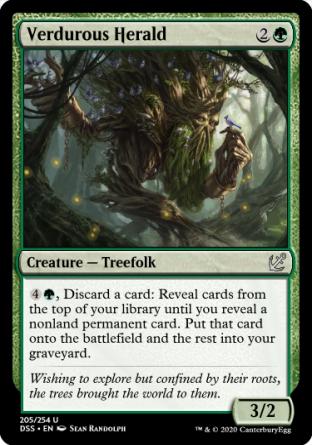 Verdurous Herald 2
Creature — Treefolk
4, Discard a card: Reveal cards from
the top of your library until you reveal a
nonland permanent card. Put that card
onto the battlefield and the rest into your
graveyard.
Wishing to explore but confined by their roots,
the trees brought the world to them.
3/2
205/254 U
DSS • EN SEAN RANDOLPH
™ & © 2020 CanterburyEgg